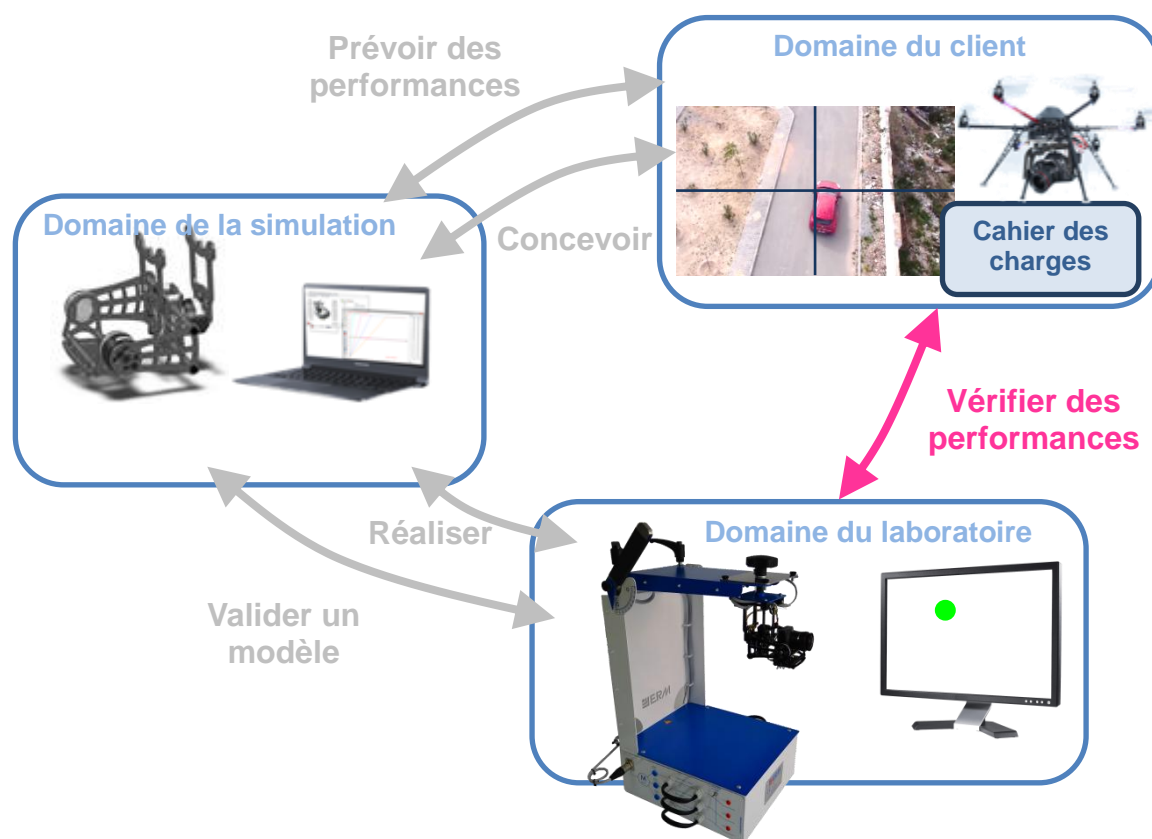 Prévoir des
performances
Domaine du client
Domaine de la simulation
Concevoir
Cahier des
charges
Vérifier des
performances
Réaliser
Domaine du laboratoire
Valider un
modèle
ERM